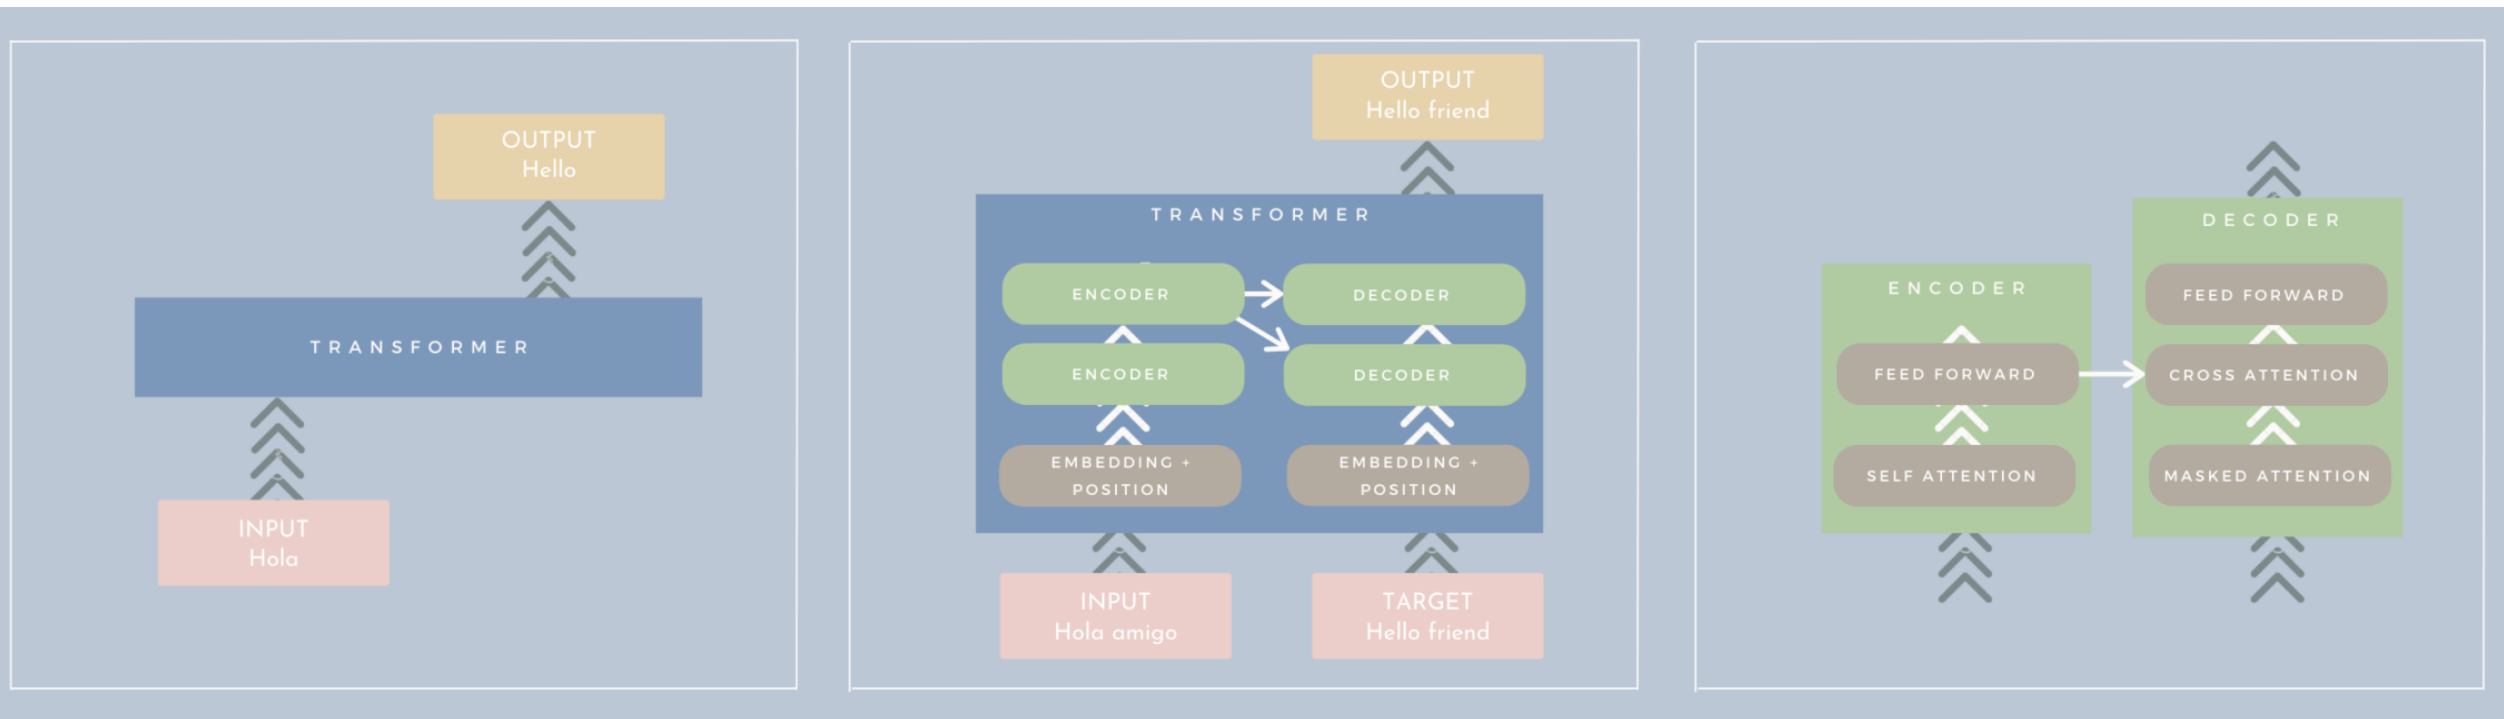 OUTPUT
Hello
TRANSFORMER
INPUT
Hola
OUTPUT
Hello friend
TRANSFORMER
ENCODER
DECODER
ENCODER
DECODER
EMBEDDING +
POSITION
EMBEDDING +
POSITION
INPUT
Hola amigo
TARGET
Hello friend
ENCODER
FEED FORWARD
SELF ATTENTION
DECODER
FEED FORWARD
CROSS ATTENTION
MASKED ATTENTION